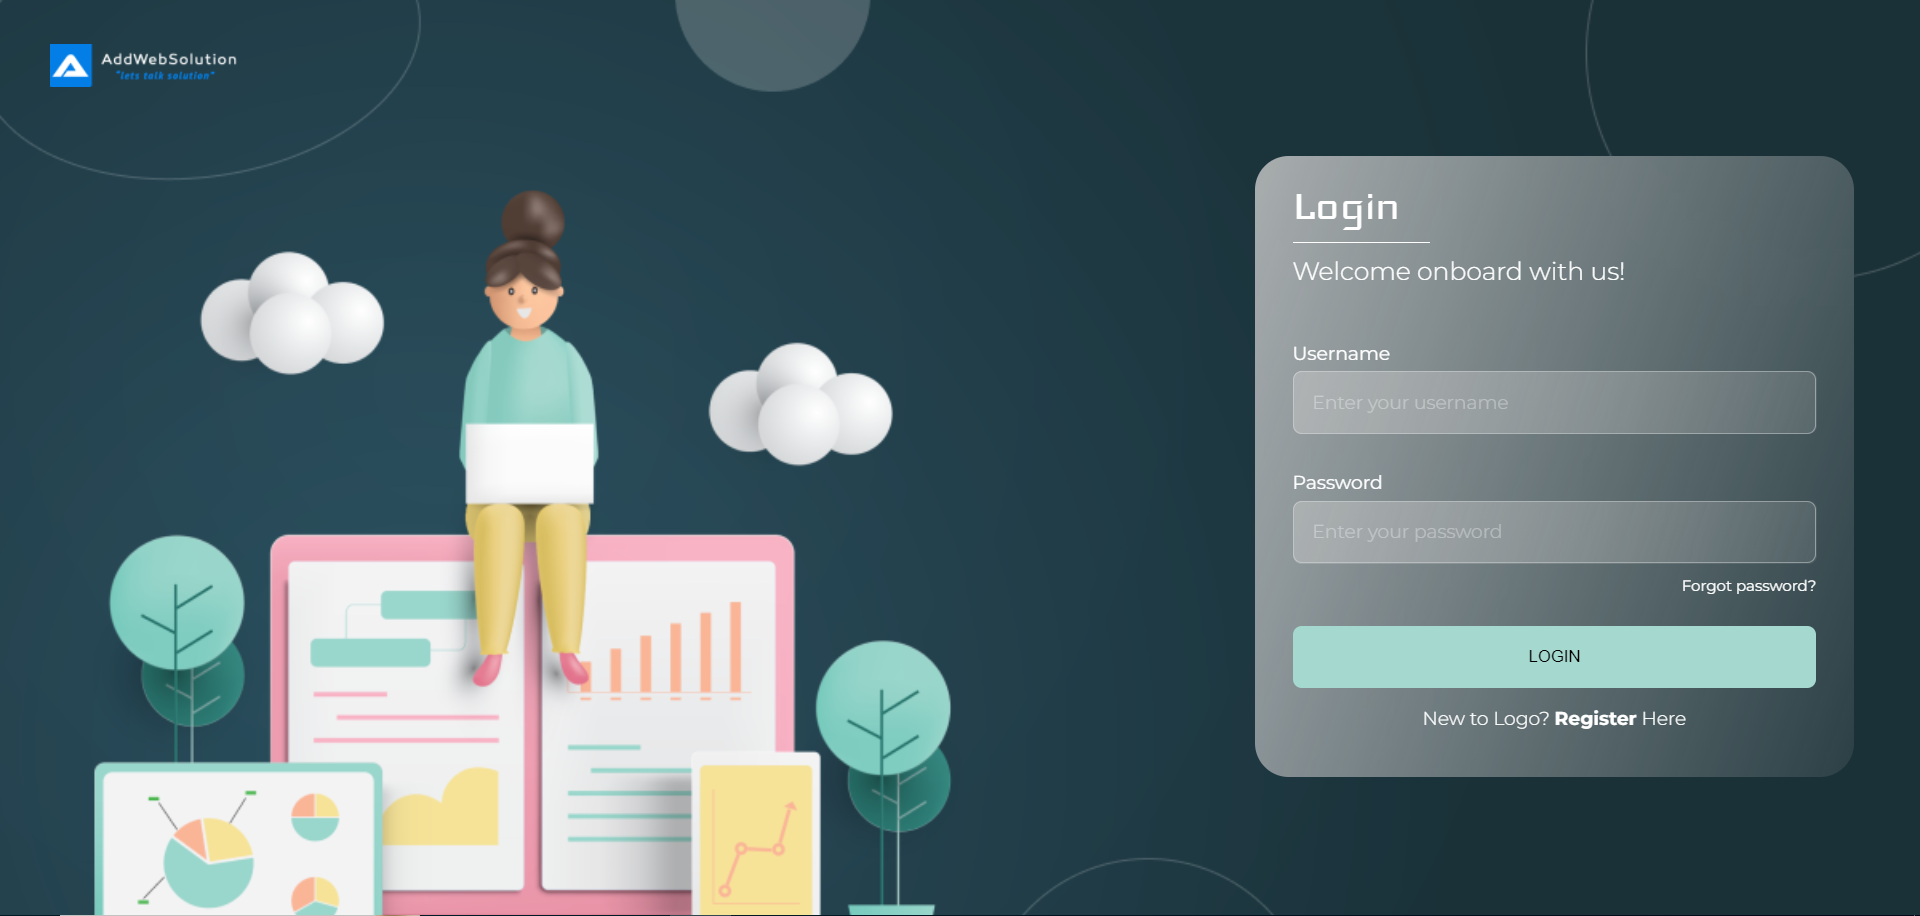 AddWebSolution
"lets talk solution"
Login
Welcome onboard with us!
Username
Enter your username
Password
Enter your password
Forgot password?
LOGIN
New to Logo? Register Here